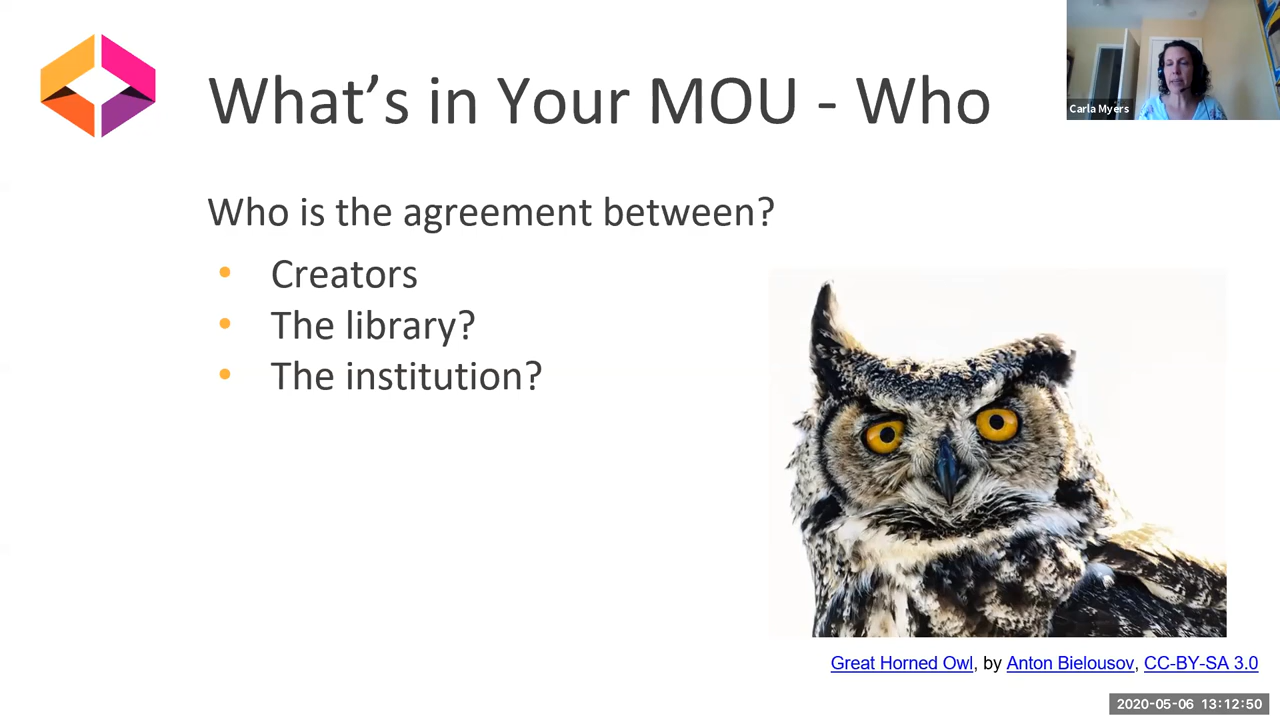 What’s in Your MOU - Who
Carla Myers
Who is the agreement between?
• Creators
• The library?
• The institution?
Great Horned Owl, by Anton Bielousov, CC-BY-SA 3.0
2020-05-06 13:12:50